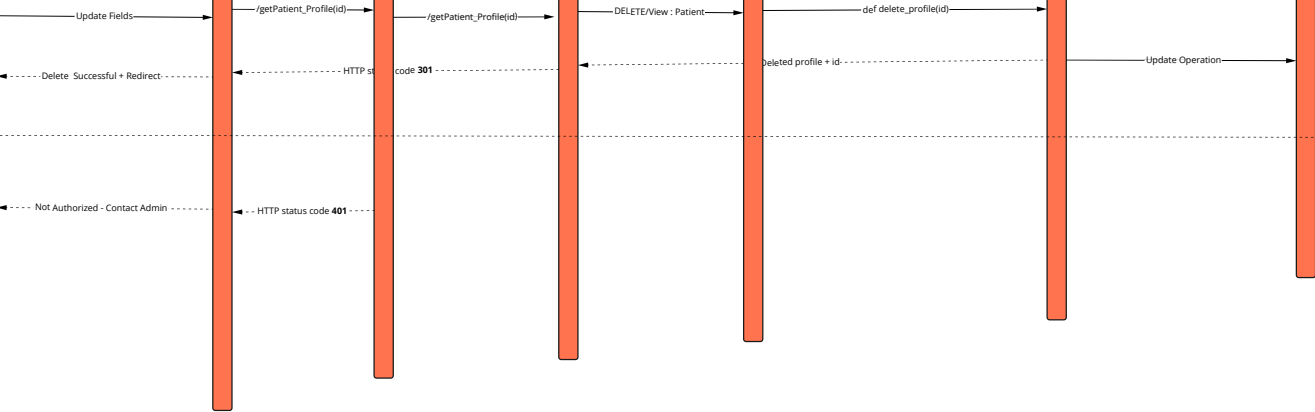 Update Fields
/getPatient_Profile(id)
/getPatient_Profile(id)
DELETE/View : Patient
def delete_profile(id)
Delete  Successful + Redirect
HTTP st code 301
Deleted profile + id
Update Operation
Not Authorized - Contact Admin
HTTP status code 401